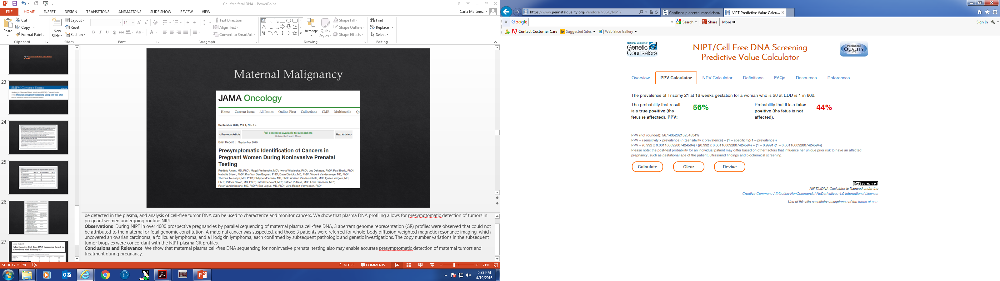 Cell free fetal DNA - PowerPoint
FILE HOME INSERT DESIGN TRANSITIONS ANIMATIONS SLIDE SHOW REVIEW VIEW
Carla Martinez
Paste
Cut
Copy
Format Painter
Clipboard
New Slide
Layout
Reset
Section
Slides
12
Font
Text Direction
Align Text
Convert to SmartArt
Paragraph
Arrange
Quick Styles
Shape Fill
Shape Outline
Shape Effects
Drawing
Find
Replace
Select
Editing
23
SMFM CONSULT SERIES
Prenatal aneuploidy screening using cell-free DNA
24
25
26
27
Case Report
False Negative Cell-Free DNA Screening Result in
a Newborn with Trisomy 13
Maternal Malignancy
JAMA Oncology
Home Current Issue All Issues Online First Collections CME Multimedia Qu
September 2015, Vol 1, No. 6 >
< Previous Article
Full content is available to subscribers
Subscribe/Learn More
Next Article >
Brief Report | September 2015
Presymptomatic Identification of Cancers in
Pregnant Women During Noninvasive Prenatal
Testing
Frédéric Amant, MD, PhD¹; Magali Verheecke, MD¹; Iwona Wlodarska, PhD²; Luc Dehaspe, PhD²; Paul Brady, PhD²;
Nathalie Brison, PhD²; Kris Van Den Bogaert, PhD²; Daan Dierickx, MD, PhD³; Vincent Vandecaveye, MD, PhD⁴;
Thomas Tousseyn, MD, PhD⁵; Philippe Moerman, MD, PhD⁵; Adriaan Vanderstichele, MD¹; Ignace Vergote, MD,
PhD¹; Patrick Neven, MD, PhD¹; Patrick Berteloot, MD⁶; Katrien Putseys, MD⁷; Lode Danneels, MD⁸;
Peter Vandenberghe, MD, PhD²,³; Eric Legius, MD, PhD²; Joris Robert Vermeesch, PhD²
be detected in the plasma, and analysis of cell-free tumor DNA can be used to characterize and monitor cancers. We show that plasma DNA profiling allows for presymptomatic detection of tumors in
pregnant women undergoing routine NIPT.
Observations During NIPT in over 4000 prospective pregnancies by parallel sequencing of maternal plasma cell-free DNA, 3 aberrant genome representation (GR) profiles were observed that could not
be attributed to the maternal or fetal genomic constitution. A maternal cancer was suspected, and those 3 patients were referred for whole-body diffusion-weighted magnetic resonance imaging, which
uncovered an ovarian carcinoma, a follicular lymphoma, and a Hodgkin lymphoma, each confirmed by subsequent pathologic and genetic investigations. The copy number variations in the subsequent
tumor biopsies were concordant with the NIPT plasma GR profiles.
Conclusions and Relevance We show that maternal plasma cell-free DNA sequencing for noninvasive prenatal testing also may enable accurate presymptomatic detection of maternal tumors and
treatment during pregnancy.
SLIDE 17 OF 28
NOTES COMMENTS 71%
5:33 PM
4/19/2016
https://www.perinatalquality.org/Vendors/NSGC/NIPT/
Confined placental mosaicism.
NIPT Predictive Value Calcu...
Google Search Share More »
Sign In
Contact Customer Care Suggested Sites Web Slice Gallery
National Society of
Genetic
Counselors
NIPT/Cell Free DNA Screening
Predictive Value Calculator
Perinatal
QUALITY
.org
Overview PPV Calculator NPV Calculator Definitions FAQs Resources References
The prevalence of Trisomy 21 at 16 weeks gestation for a woman who is 28 at EDD is 1 in 862.
The probability that result
is a true positive (the
fetus is affected). PPV:
56%
Probability that it is a false
positive (the fetus is not
affected).
44%
PPV (not rounded): 56.143528213254534%
PPV = (sensitivity x prevalence) / ((sensitivity x prevalence) + (1 – specificity)(1 – prevalence))
PPV = (0.992 x 0.001160092807424594) / ((0.992 x 0.001160092807424594) + (1 – 0.9991)(1 – 0.001160092807424594))
Please note: the post-test probability for an individual patient may differ based on other factors that influence her unique prior risk to have an affected
pregnancy, such as gestational age of the patient, ultrasound findings and biochemical screening.
Calculate Clear Revise
(cc) BY-NC-ND
NIPT/cfDNA Caclulator is licensed under the
Creative Commons Attribution-NonCommercial-NoDerivatives 4.0 International License.
Use of this site constitutes acceptance of the terms of use.